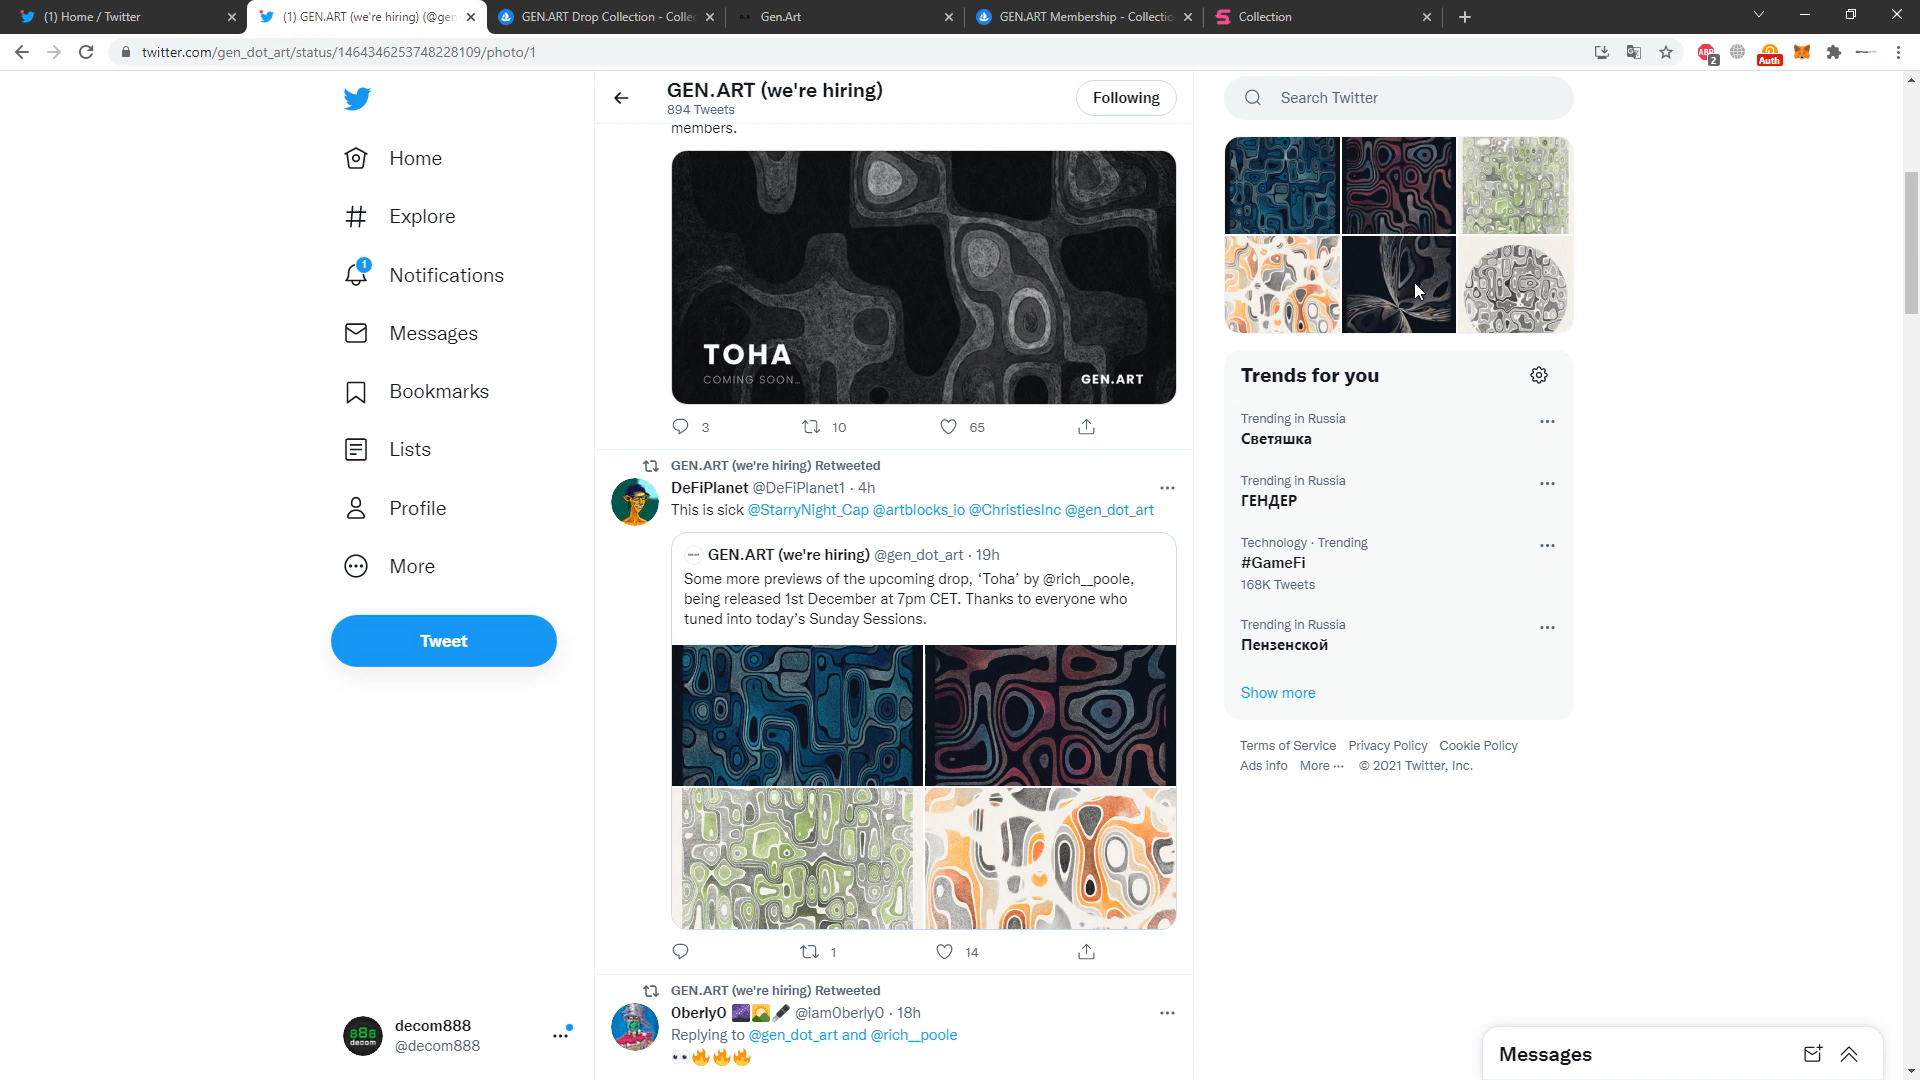 (1) Home / Twitter
(1) GEN.ART (we're hiring) (@gen
GEN.ART Drop Collection - Collec
Gen.Art
GEN.ART Membership - Collectio
Collection
twitter.com/gen_dot_art/status/1464346253748228109/photo/1
2
Auth
GEN.ART (we're hiring)
894 Tweets
Following
Search Twitter
Home
Explore
1
Notifications
Messages
Bookmarks
Lists
Profile
More
Tweet
decom888
@decom888
888
decom
members.
TOHA
COMING SOON...
GEN.ART
3
10
65
GEN.ART (we're hiring) Retweeted
DeFiPlanet @DeFiPlanet1 · 4h
This is sick @StarryNight_Cap @artblocks_io @ChristiesInc @gen_dot_art
GEN.ART (we're hiring) @gen_dot_art · 19h
Some more previews of the upcoming drop, ‘Toha’ by @rich__poole,
being released 1st December at 7pm CET. Thanks to everyone who
tuned into today’s Sunday Sessions.
1
14
GEN.ART (we're hiring) Retweeted
0berly0 🌌🌄🖋 @iam0berly0 · 18h
Replying to @gen_dot_art and @rich__poole
👀🔥🔥🔥
Trends for you
Trending in Russia
Светяшка
Trending in Russia
ГЕНДЕР
Technology · Trending
#GameFi
168K Tweets
Trending in Russia
Пензенской
Show more
Terms of Service Privacy Policy Cookie Policy
Ads info More ··· © 2021 Twitter, Inc.
Messages